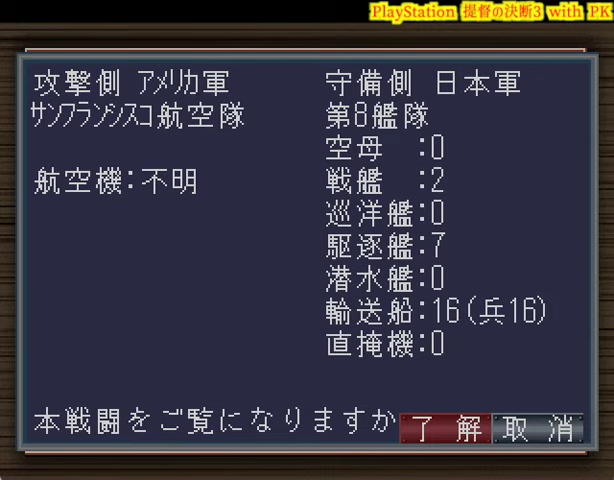 PlayStation 提督の決断3 with PK
攻撃側 アメリカ軍
サンフランシスコ航空隊
航空機:不明
守備側 日本軍
第8艦隊
空母 :0
戦艦 :2
巡洋艦:0
駆逐艦:7
潜水艦:0
輸送船:16(兵16)
直掩機:0
本戦闘をご覧になりますか
了解 取消